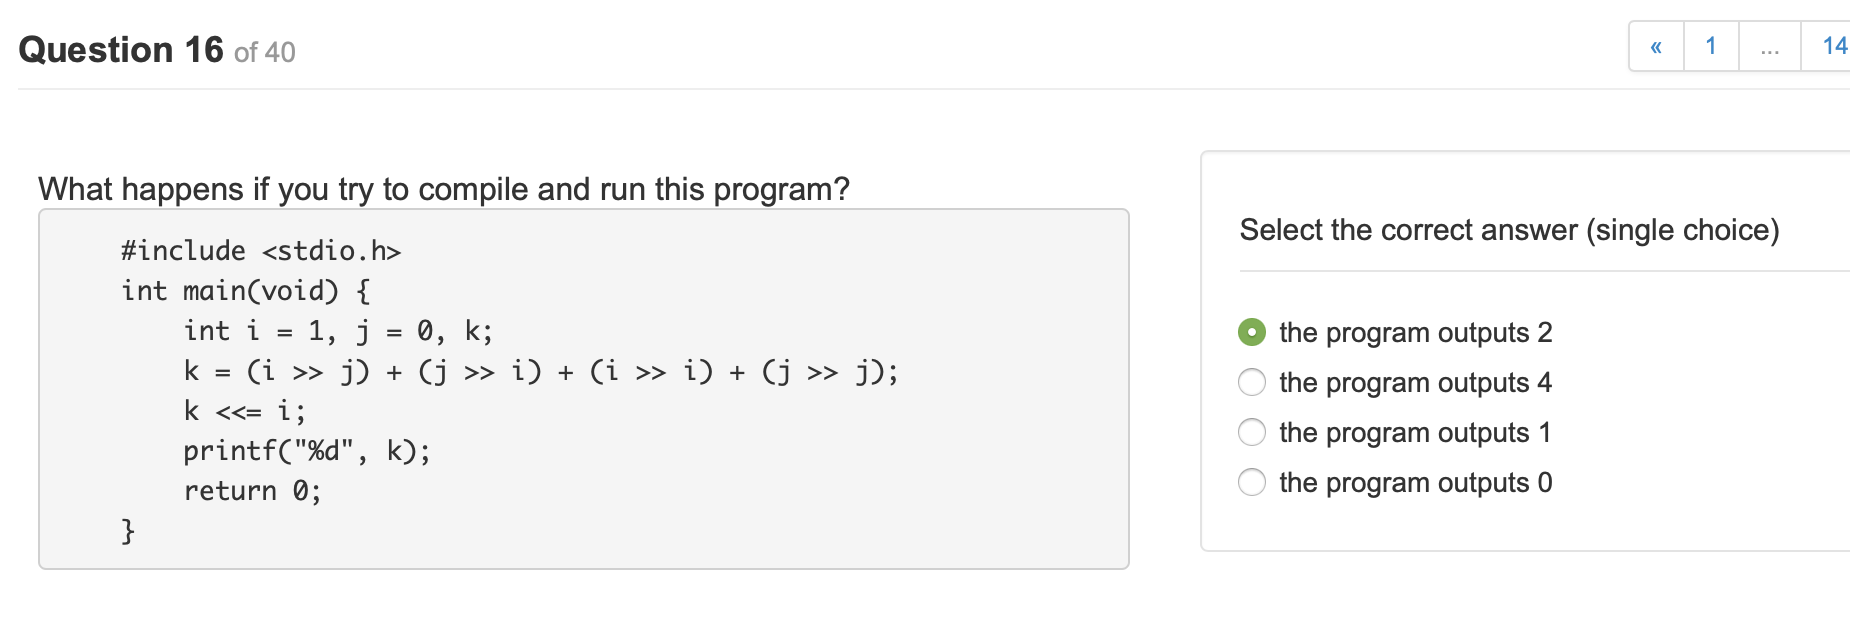 Question 16 of 40
« 1 ... 14
What happens if you try to compile and run this program?
#include <stdio.h>
int main(void) {
    int i = 1, j = 0, k;
    k = (i >> j) + (j >> i) + (i >> i) + (j >> j);
    k <<= i;
    printf("%d", k);
    return 0;
}
Select the correct answer (single choice)
the program outputs 2
the program outputs 4
the program outputs 1
the program outputs 0